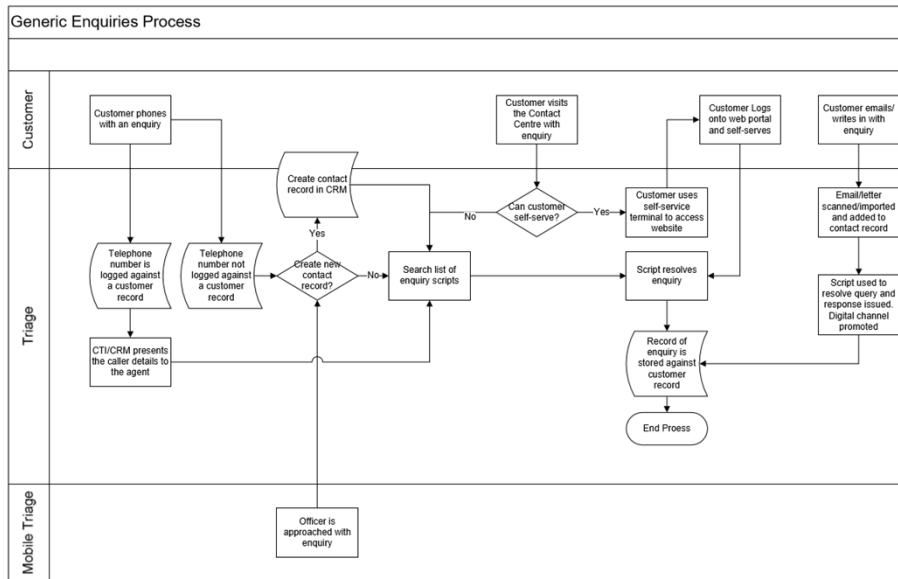 Generic Enquiries Process
Customer
Customer phones
with an enquiry
Customer visits
the Contact
Centre with
enquiry
Customer Logs
onto web portal
and self-serves
Customer emails/
writes in with
enquiry
Triage
Create contact
record in CRM
Can customer
self-serve?
No
Yes
Customer uses
self-service
terminal to access
website
Email/letter
scanned/imported
and added to
contact record
Yes
Telephone
number is
logged against
a customer
record
Telephone
number not
logged against
a customer
record
Create new
contact
record?
No
Search list of
enquiry scripts
Script resolves
enquiry
Script used to
resolve query and
response issued.
Digital channel
promoted
CTI/CRM presents
the caller details to
the agent
Record of
enquiry is
stored against
customer
record
End Proess
Mobile Triage
Officer is
approached with
enquiry